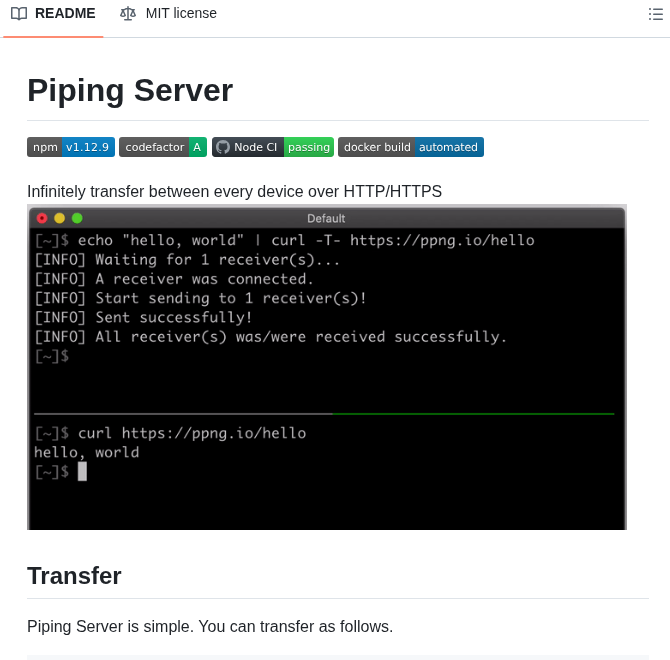 README MIT license
Piping Server
npm v1.12.9 codefactor A Node CI passing docker build automated
Infinitely transfer between every device over HTTP/HTTPS
Default
[~]$ echo "hello, world" | curl -T- https://ppng.io/hello
[INFO] Waiting for 1 receiver(s)...
[INFO] A receiver was connected.
[INFO] Start sending to 1 receiver(s)!
[INFO] Sent successfully!
[INFO] All receiver(s) was/were received successfully.
[~]$
[~]$ curl https://ppng.io/hello
hello, world
[~]$
Transfer
Piping Server is simple. You can transfer as follows.